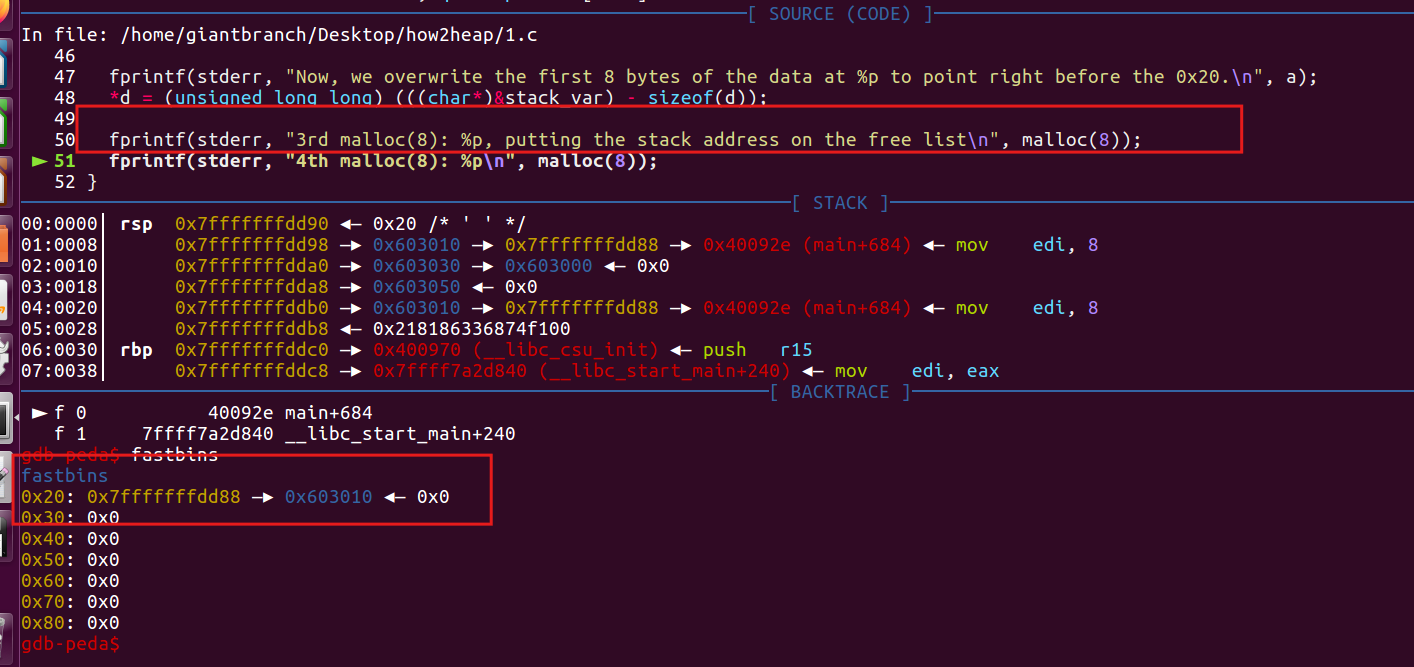 [ SOURCE (CODE) ]
In file: /home/giantbranch/Desktop/how2heap/1.c
46
47 fprintf(stderr, "Now, we overwrite the first 8 bytes of the data at %p to point right before the 0x20.\n", a);
48 *d = (unsigned long long) (((char*)&stack_var) - sizeof(d));
49
50 fprintf(stderr, "3rd malloc(8): %p, putting the stack address on the free list\n", malloc(8));
► 51 fprintf(stderr, "4th malloc(8): %p\n", malloc(8));
52 }
[ STACK ]
00:0000│ rsp 0x7fffffffdd90 ◄— 0x20 /* ' ' */
01:0008│ 0x7fffffffdd98 —► 0x603010 —► 0x7fffffffdd88 —► 0x40092e (main+684) ◄— mov edi, 8
02:0010│ 0x7fffffffdda0 —► 0x603030 —► 0x603000 ◄— 0x0
03:0018│ 0x7fffffffdda8 —► 0x603050 ◄— 0x0
04:0020│ 0x7fffffffddb0 —► 0x603010 —► 0x7fffffffdd88 —► 0x40092e (main+684) ◄— mov edi, 8
05:0028│ 0x7fffffffddb8 ◄— 0x218186336874f100
06:0030│ rbp 0x7fffffffddc0 —► 0x400970 (__libc_csu_init) ◄— push r15
07:0038│ 0x7fffffffddc8 —► 0x7ffff7a2d840 (__libc_start_main+240) ◄— mov edi, eax
[ BACKTRACE ]
► f 0 40092e main+684
f 1 7ffff7a2d840 __libc_start_main+240
gdb-peda$ fastbins
fastbins
0x20: 0x7fffffffdd88 —► 0x603010 ◄— 0x0
0x30: 0x0
0x40: 0x0
0x50: 0x0
0x60: 0x0
0x70: 0x0
0x80: 0x0
gdb-peda$